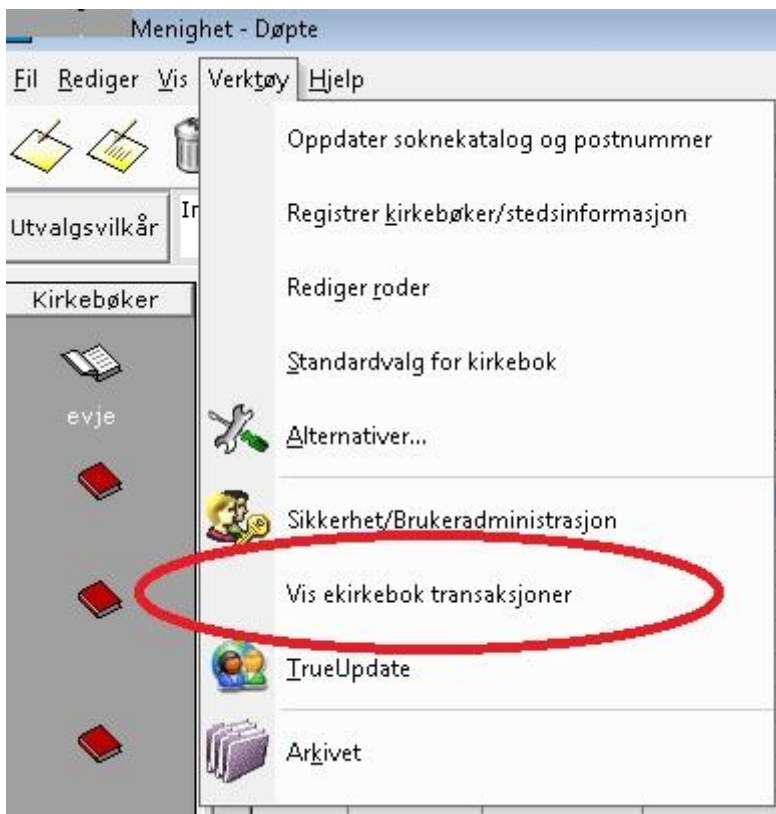 Menighet - Døpte
Fil Rediger Vis Verktøy Hjelp
Oppdater soknekatalog og postnummer
Registrer kirkebøker/stedsinformasjon
Utvalgsvilkår
Kirkebøker
Rediger roder
Standardvalg for kirkebok
evje
Alternativer...
Sikkerhet/Brukeradministrasjon
Vis ekirkebok transaksjoner
TrueUpdate
Arkivet